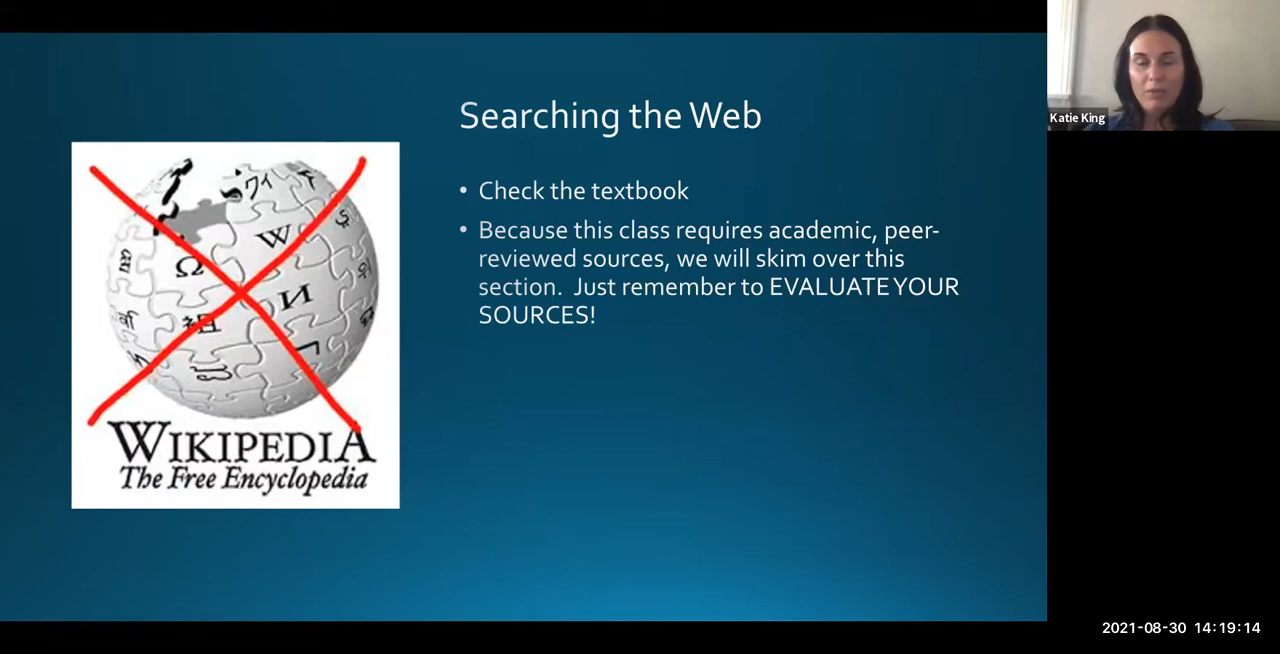 Searching the Web
• Check the textbook
• Because this class requires academic, peer-
reviewed sources, we will skim over this
section. Just remember to EVALUATE YOUR
SOURCES!
WIKIPEDIA
The Free Encyclopedia
Katie King
2021-08-30 14:19:14